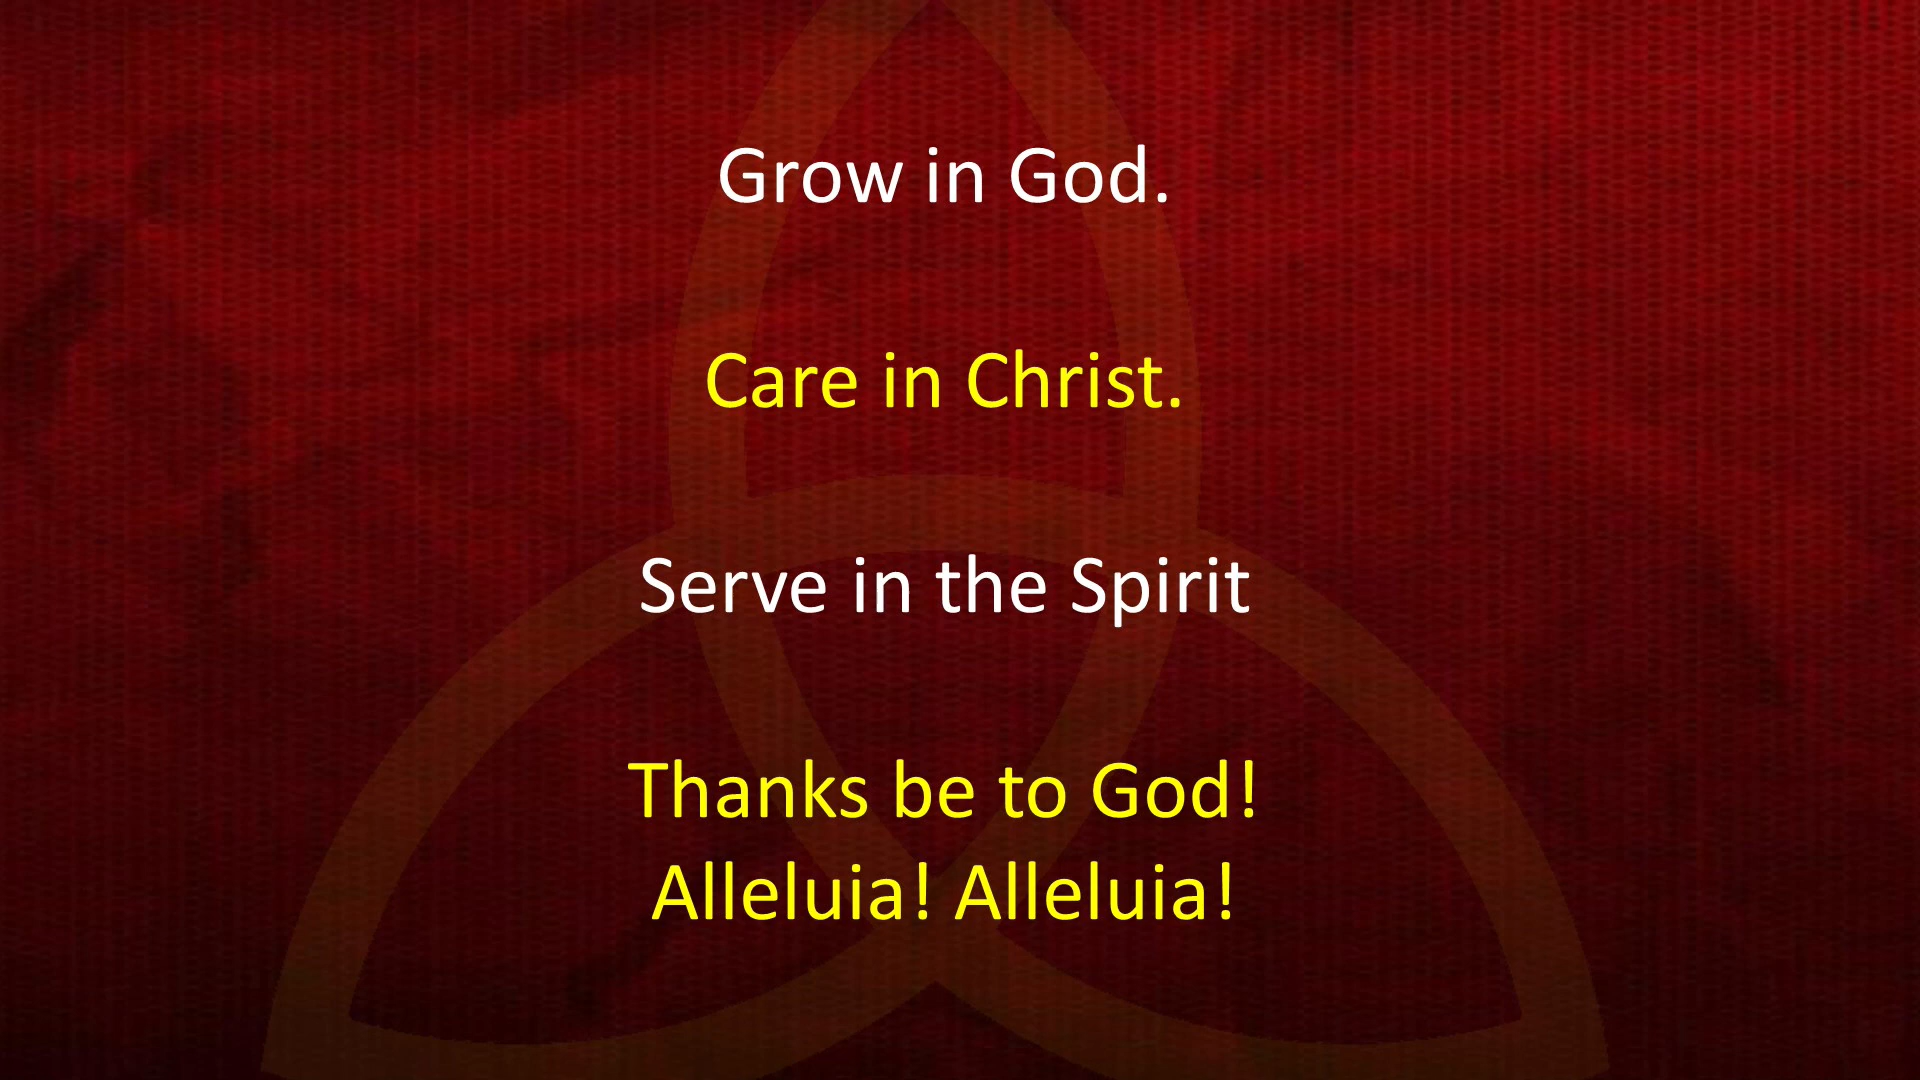 Grow in God.
Care in Christ.
Serve in the Spirit
Thanks be to God!
Alleluia! Alleluia!